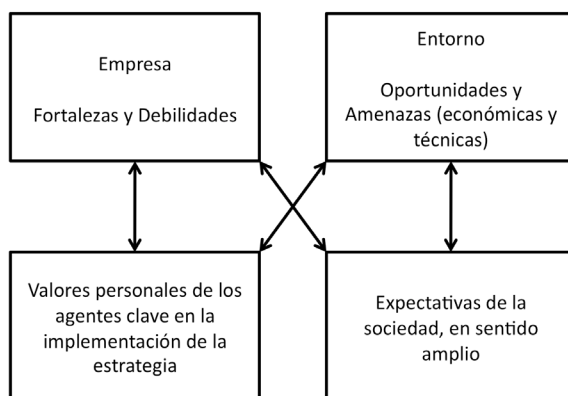 Empresa
Fortalezas y Debilidades
Entorno
Oportunidades y
Amenazas (económicas y
técnicas)
Valores personales de los
agentes clave en la
implementación de la
estrategia
Expectativas de la
sociedad, en sentido
amplio